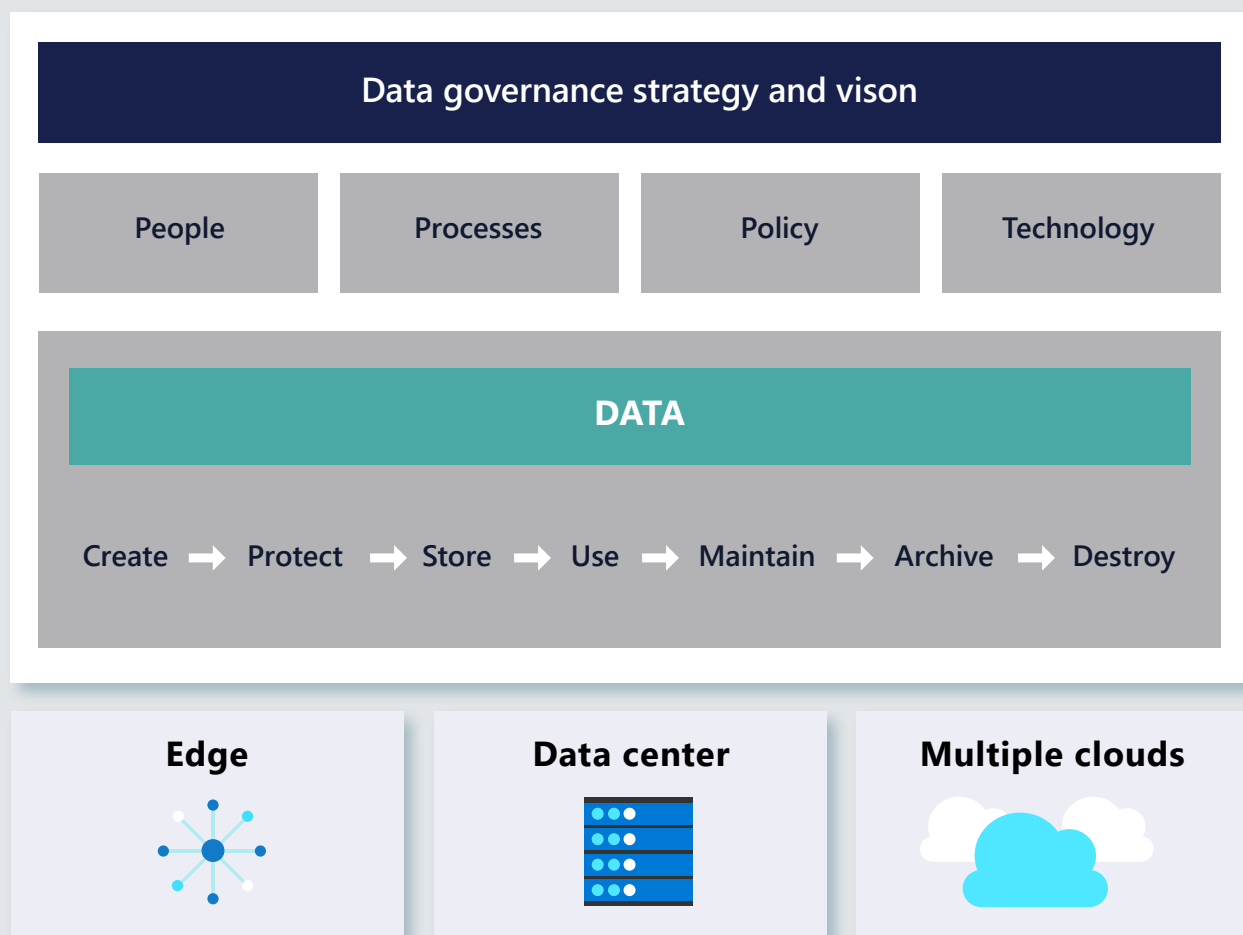 Data governance strategy and vison
People Processes Policy Technology
DATA
Create Protect Store Use Maintain Archive Destroy
Edge Data center Multiple clouds